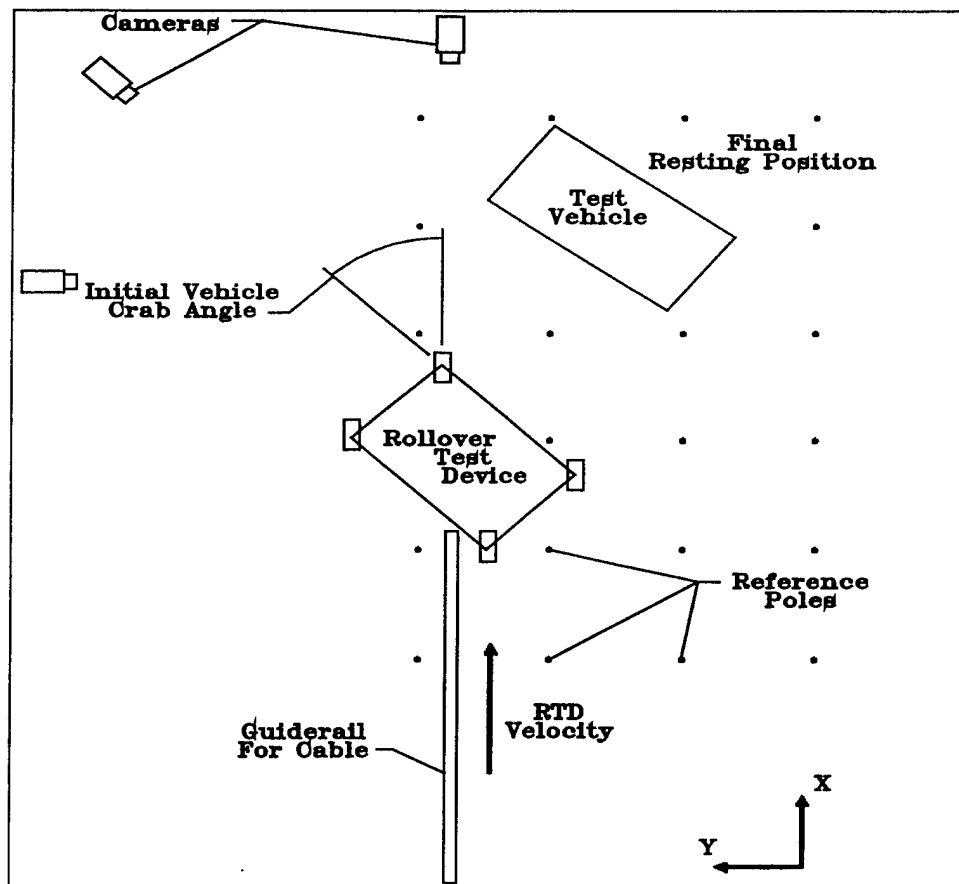 Cameras
Final
Resting Position
Test
Vehicle
Initial Vehicle
Crab Angle
Rollover
Test
Device
Reference
Poles
RTD
Velocity
Guiderail
For Cable
X
Y